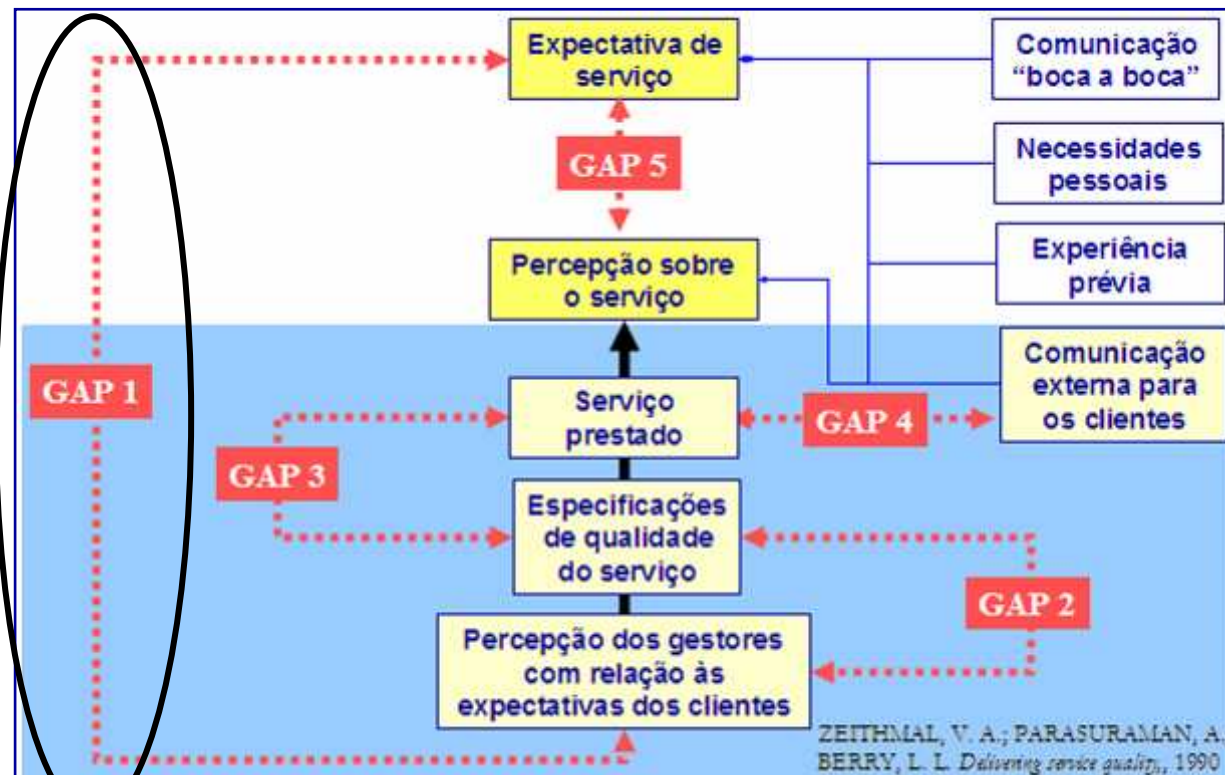 Expectativa de
serviço
Comunicação
“boca a boca”
GAP 5
Necessidades
pessoais
Percepção sobre
o serviço
Experiência
prévia
GAP 1
Comunicação
externa para
os clientes
Serviço
prestado
GAP 4
GAP 3
Especificações
de qualidade
do serviço
GAP 2
Percepção dos gestores
com relação às
expectativas dos clientes
ZEITHMAL, V. A.; PARASURAMAN, A.
BERRY, L. L. Delivering service quality,, 1990